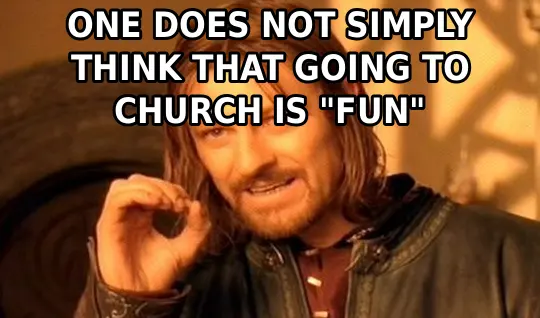 ONE DOES NOT SIMPLY
THINK THAT GOING TO
CHURCH IS "FUN"